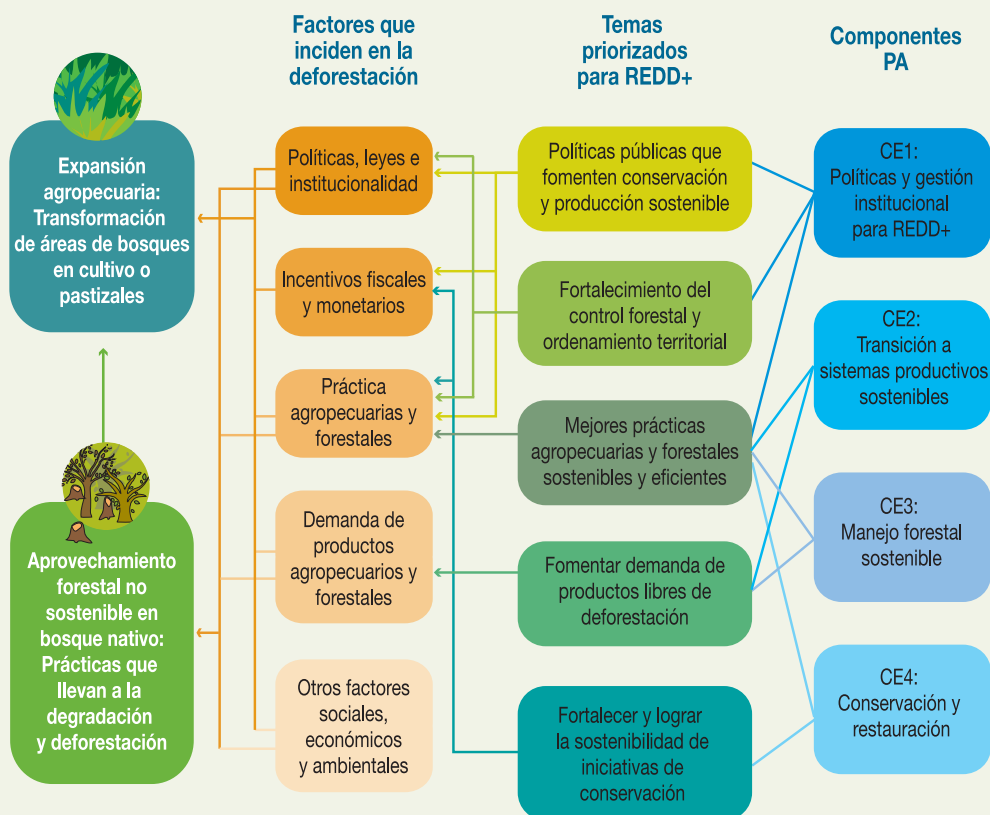 Factores que
inciden en la
deforestación
Temas
priorizados
para REDD+
Componentes
PA
Expansión
agropecuaria:
Transformación
de áreas de bosques
en cultivo o
pastizales
Aprovechamiento
forestal no
sostenible en
bosque nativo:
Prácticas que
llevan a la
degradación
y deforestación
Políticas, leyes e
institucionalidad
Incentivos fiscales
y monetarios
Práctica
agropecuarias y
forestales
Demanda de
productos
agropecuarios y
forestales
Otros factores
sociales,
económicos
y ambientales
Políticas públicas que
fomenten conservación
y producción sostenible
Fortalecimiento del
control forestal y
ordenamiento territorial
Mejores prácticas
agropecuarias y forestales
sostenibles y eficientes
Fomentar demanda de
productos libres de
deforestación
Fortalecer y lograr
la sostenibilidad de
iniciativas de
conservación
CE1:
Políticas y gestión
institucional
para REDD+
CE2:
Transición a
sistemas productivos
sostenibles
CE3:
Manejo forestal
sostenible
CE4:
Conservación y
restauración